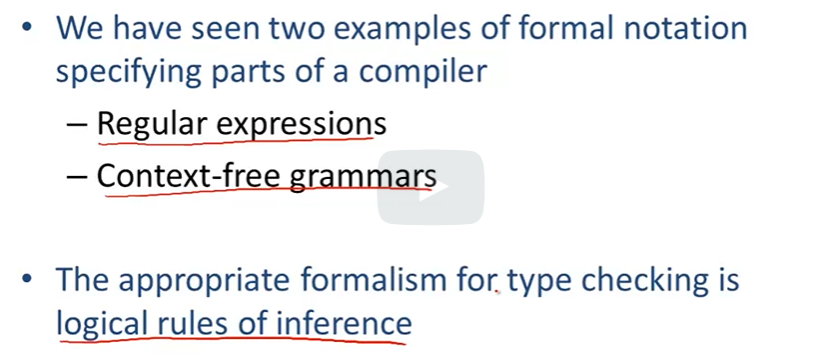 • We have seen two examples of formal notation
specifying parts of a compiler
– Regular expressions
– Context-free grammars
• The appropriate formalism for type checking is
logical rules of inference